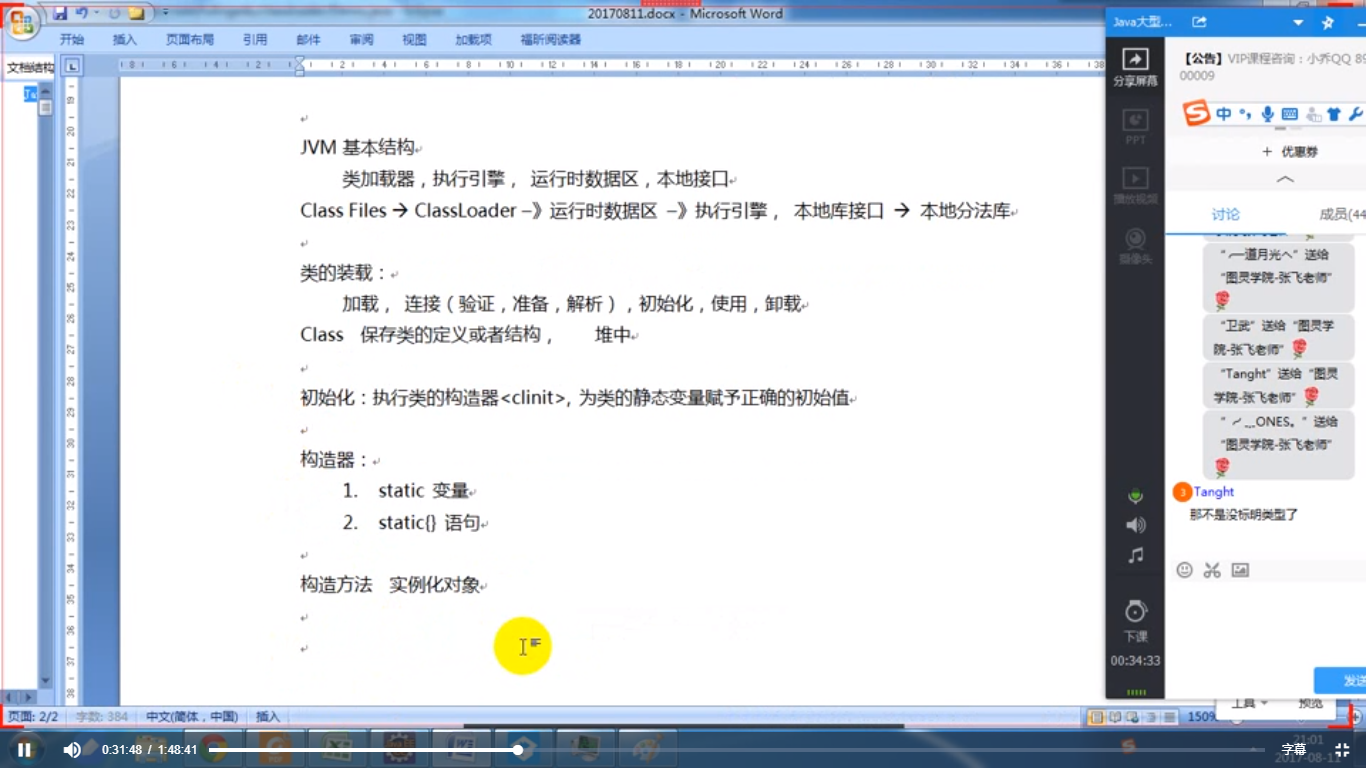 20170811.docx - Microsoft Word
开始 插入 页面布局 引用 邮件 审阅 视图 加载项 福昕阅读器
文档结构
JVM 基本结构
类加载器，执行引擎， 运行时数据区，本地接口
Class Files → ClassLoader –》运行时数据区 –》执行引擎， 本地库接口 → 本地分法库
类的装载：
加载， 连接（验证，准备，解析），初始化，使用，卸载
Class 保存类的定义或者结构， 堆中
初始化：执行类的构造器<clinit>, 为类的静态变量赋予正确的初始值
构造器：
1. static 变量
2. static{} 语句
构造方法 实例化对象
页面: 2/2 字数: 384 中文(简体，中国) 插入
150%
0:31:48 / 1:48:41
字幕
21:01
2017-08-11
Java大型...
分享屏幕
PPT
播放视频
摄像头
下课
00:34:33
【公告】VIP课程咨询：小乔QQ 89
00009
中
+ 优惠券
讨论 成员(44
道月光へ”送给
“图灵学院-张飞老师”
“卫武”送给“图灵学
院-张飞老师”
“Tanght”送给“图灵
学院-张飞老师”
ONES。”送给
“图灵学院-张飞老师”
3 Tanght
那不是没标明类型了
发送
工具 预览